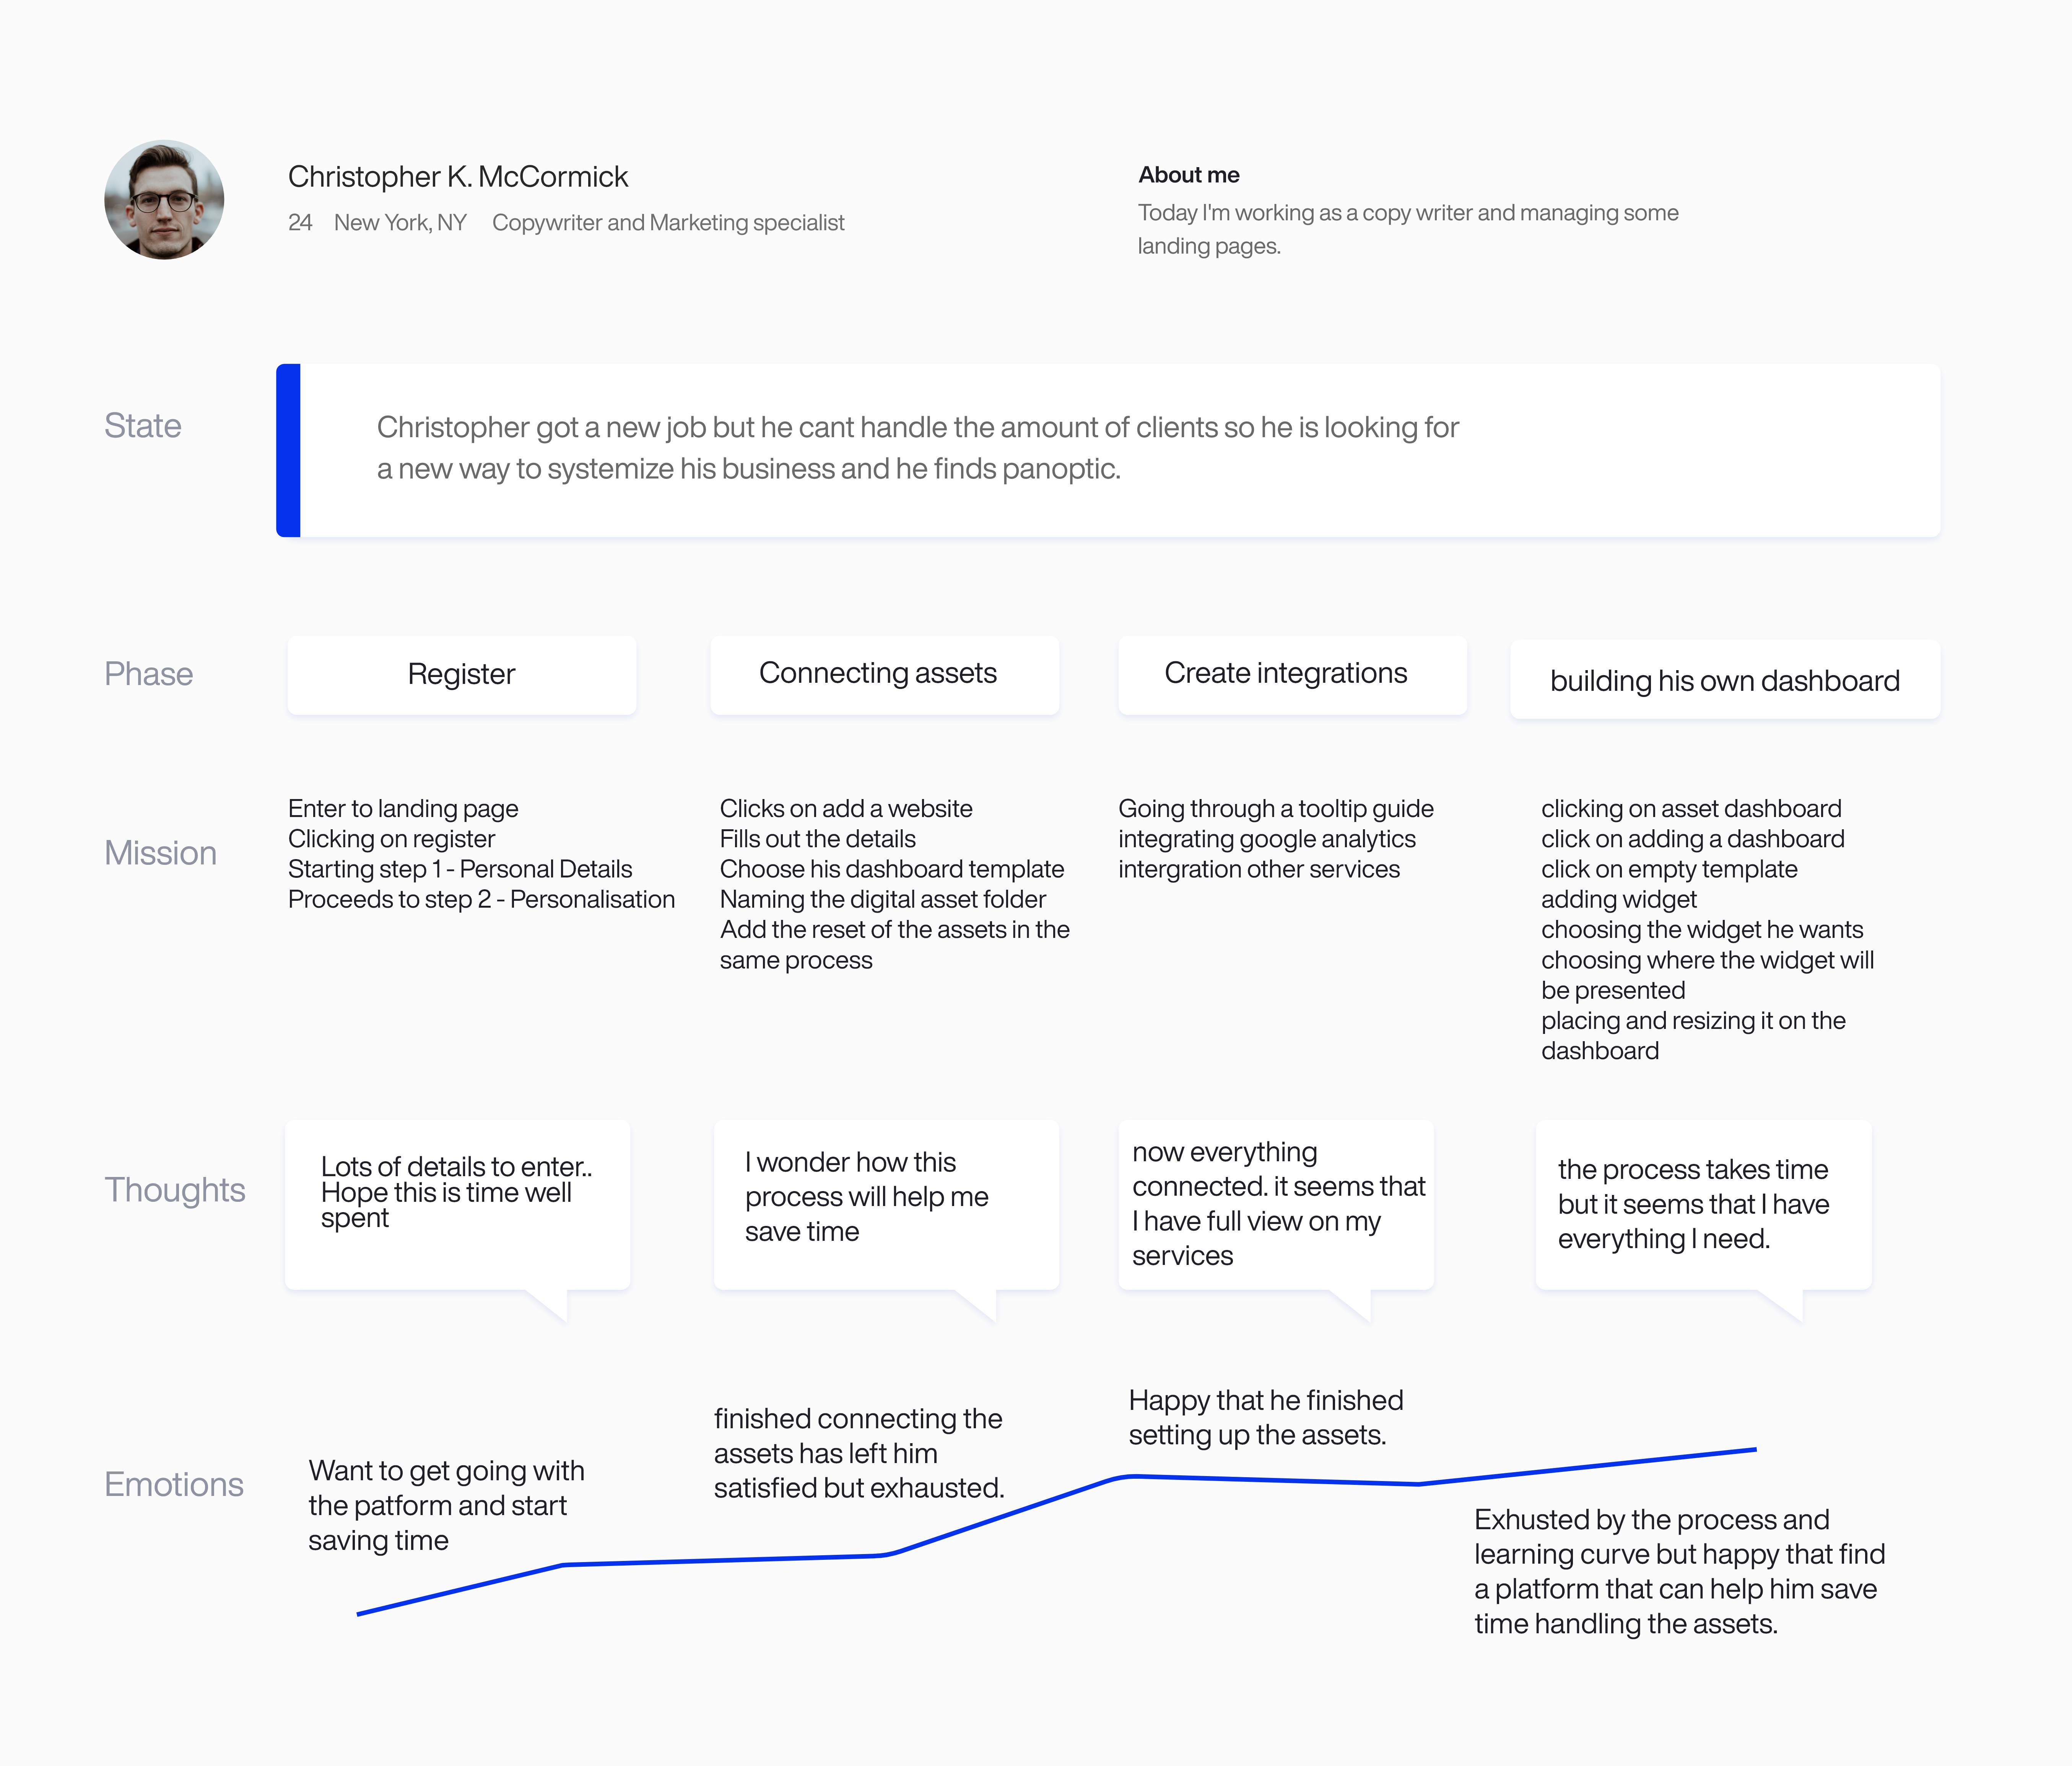 Christopher K. McCormick
24 New York, NY Copywriter and Marketing specialist
About me
Today I'm working as a copy writer and managing some
landing pages.
State
Christopher got a new job but he cant handle the amount of clients so he is looking for
a new way to systemize his business and he finds panoptic.
Phase
Register
Connecting assets
Create integrations
building his own dashboard
Mission
Enter to landing page
Clicking on register
Starting step 1 - Personal Details
Proceeds to step 2 - Personalisation
Clicks on add a website
Fills out the details
Choose his dashboard template
Naming the digital asset folder
Add the reset of the assets in the
same process
Going through a tooltip guide
integrating google analytics
intergration other services
clicking on asset dashboard
click on adding a dashboard
click on empty template
adding widget
choosing the widget he wants
choosing where the widget will
be presented
placing and resizing it on the
dashboard
Thoughts
Lots of details to enter..
Hope this is time well
spent
I wonder how this
process will help me
save time
now everything
connected. it seems that
I have full view on my
services
the process takes time
but it seems that I have
everything I need.
Emotions
Want to get going with
the patform and start
saving time
finished connecting the
assets has left him
satisfied but exhausted.
Happy that he finished
setting up the assets.
Exhusted by the process and
learning curve but happy that find
a platform that can help him save
time handling the assets.